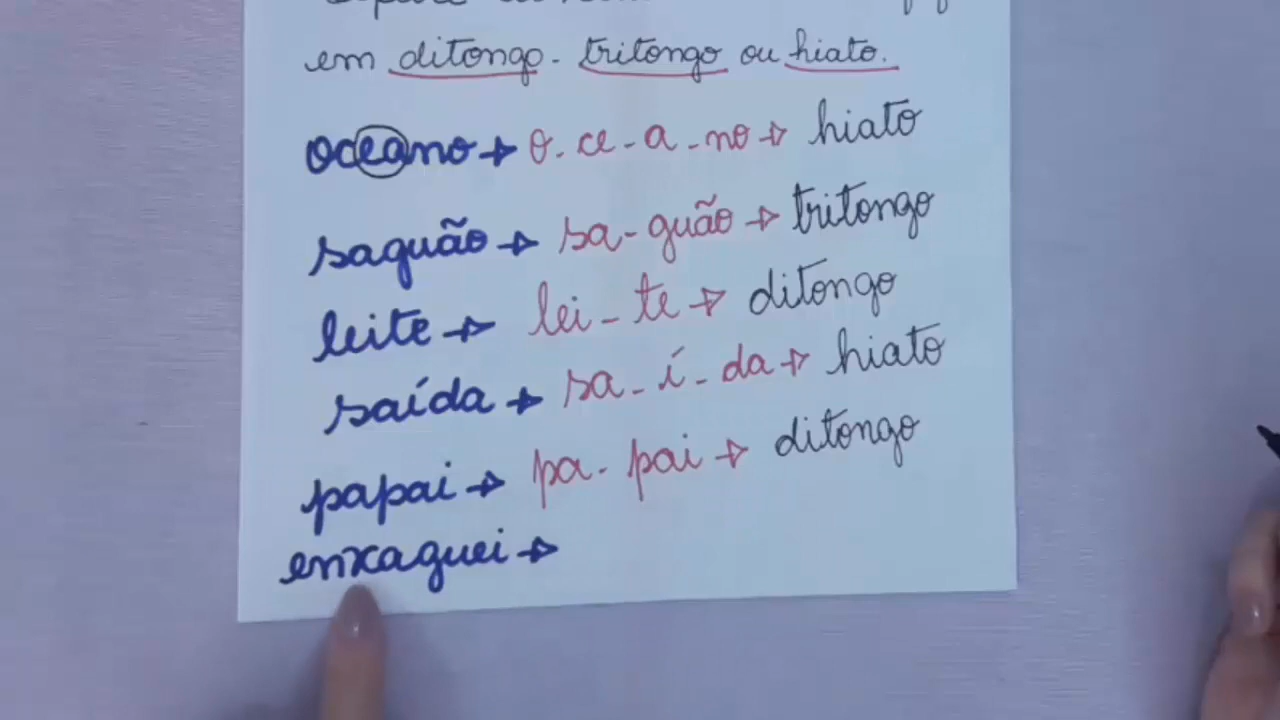 em ditongo. tritongo ou hiato.
oceano → o-ce-a-no → hiato
saguão → sa-guão → tritongo
leite → lei-te → ditongo
saída → sa-í-da → hiato
papai → pa-pai → ditongo
enxaguei →